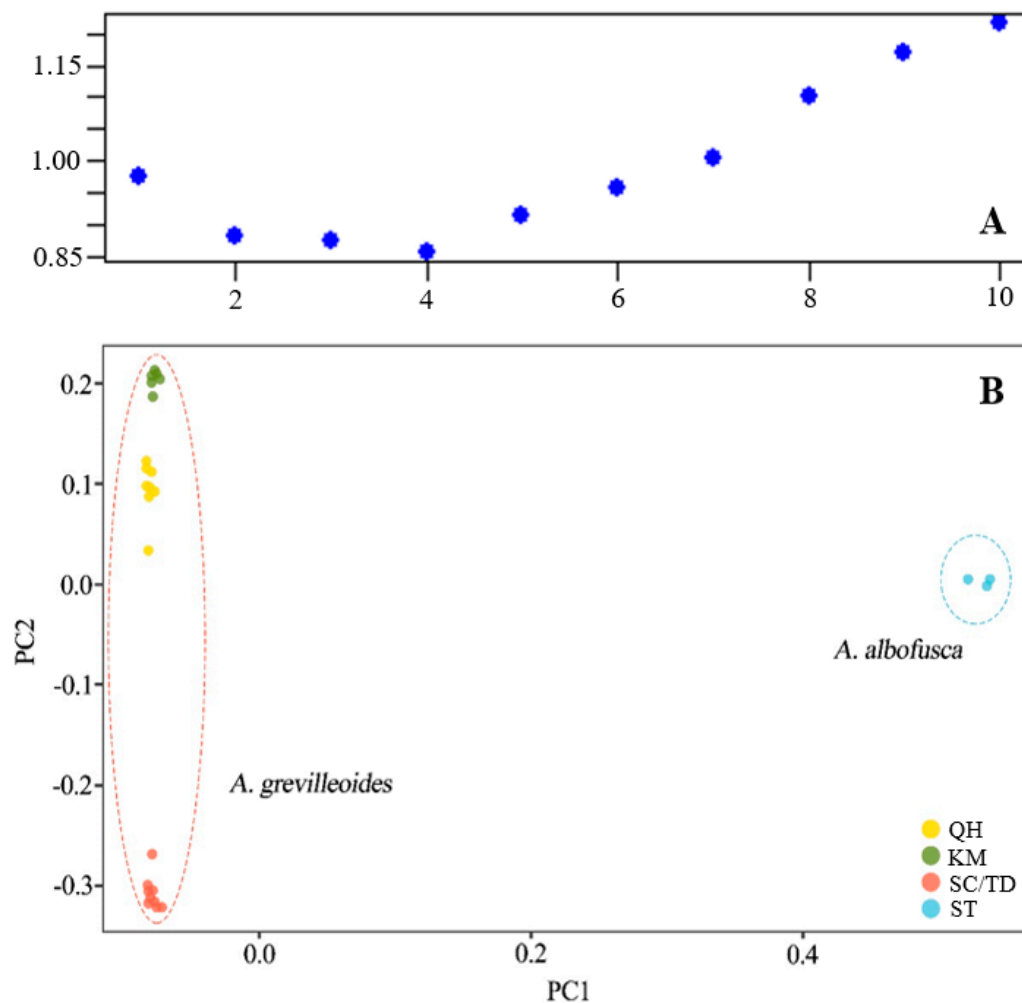 1.15
1.00
0.85
A
2 4 6 8 10
B
0.2
0.1
0.0
-0.1
-0.2
-0.3
PC2
A. albofusca
A. grevilleoides
QH
KM
SC/TD
ST
0.0 0.2 0.4
PC1